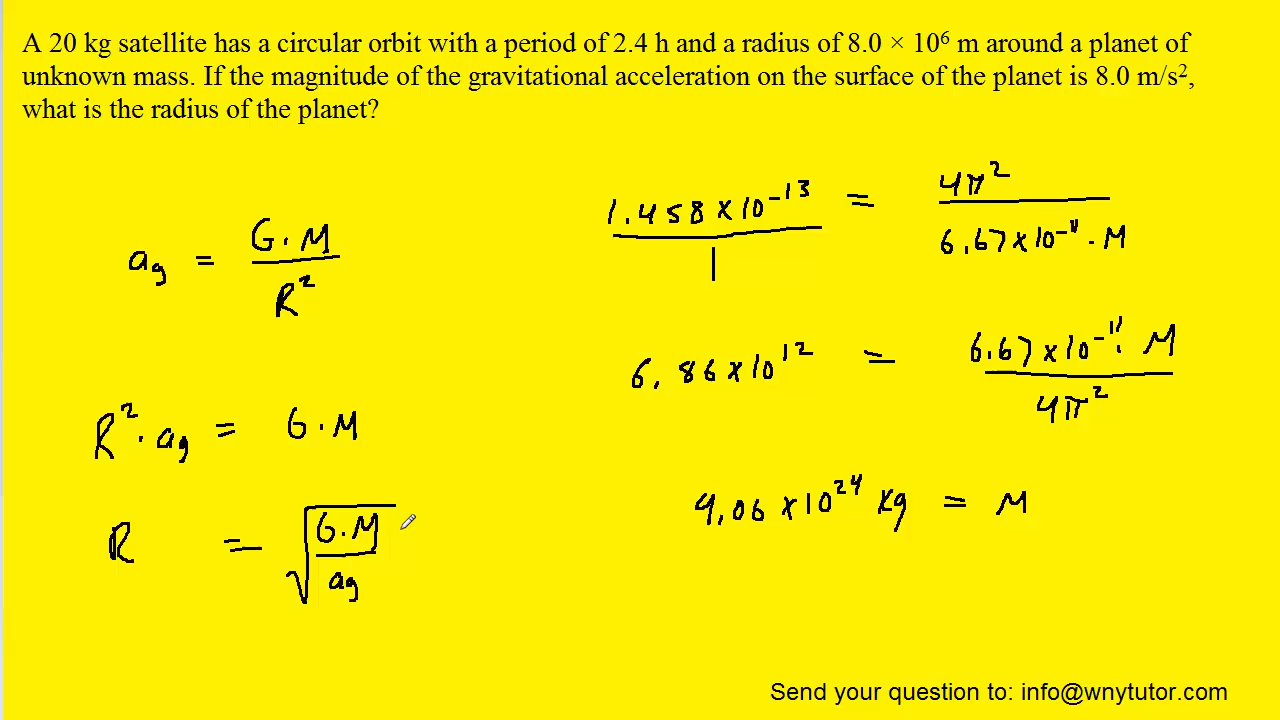 A 20 kg satellite has a circular orbit with a period of 2.4 h and a radius of 8.0 × 10⁶ m around a planet of
unknown mass. If the magnitude of the gravitational acceleration on the surface of the planet is 8.0 m/s²,
what is the radius of the planet?
a_g = G·M / R²
R²·a_g = G·M
R = √(G·M / a_g)
1.458 × 10⁻¹³ / 1 = 4π² / 6.67 × 10⁻¹¹ · M
6.86 × 10¹² = 6.67 × 10⁻¹¹ · M / 4π²
4.06 × 10²⁴ kg = M
Send your question to: info@wnytutor.com